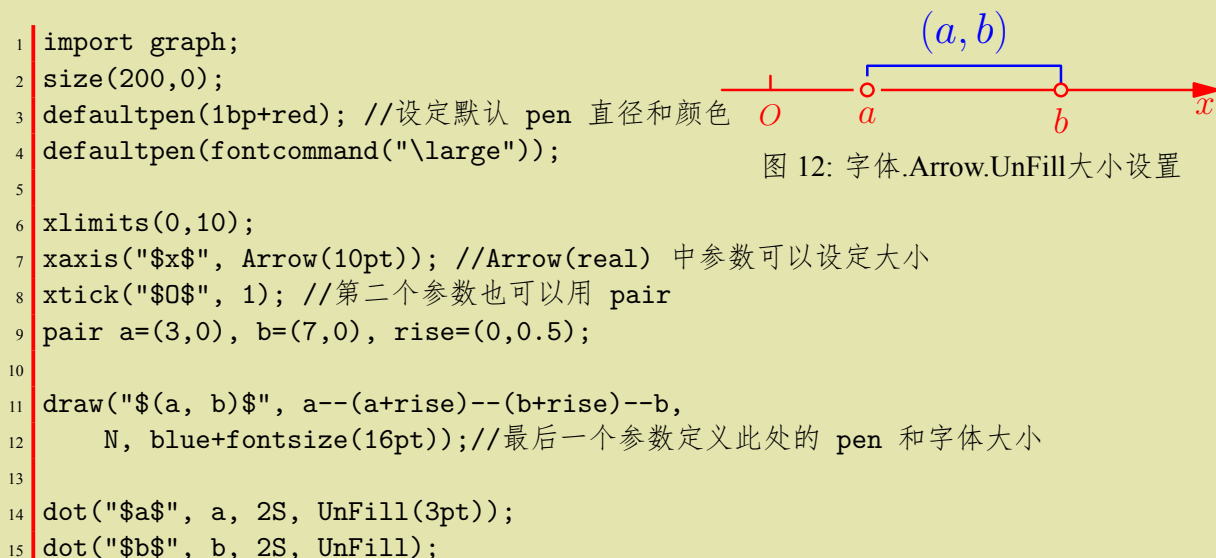 1 import graph;
2 size(200,0);
3 defaultpen(1bp+red); //设定默认 pen 直径和颜色
4 defaultpen(fontcommand("\large"));
5
6 xlimits(0,10);
7 xaxis("$x$", Arrow(10pt)); //Arrow(real) 中参数可以设定大小
8 xtick("$O$", 1); //第二个参数也可以用 pair
9 pair a=(3,0), b=(7,0), rise=(0,0.5);
10
11 draw("$(a, b)$", a--(a+rise)--(b+rise)--b,
12 N, blue+fontsize(16pt));//最后一个参数定义此处的 pen 和字体大小
13
14 dot("$a$", a, 2S, UnFill(3pt));
15 dot("$b$", b, 2S, UnFill);
(a, b)
O a b x
图 12: 字体.Arrow.UnFill大小设置